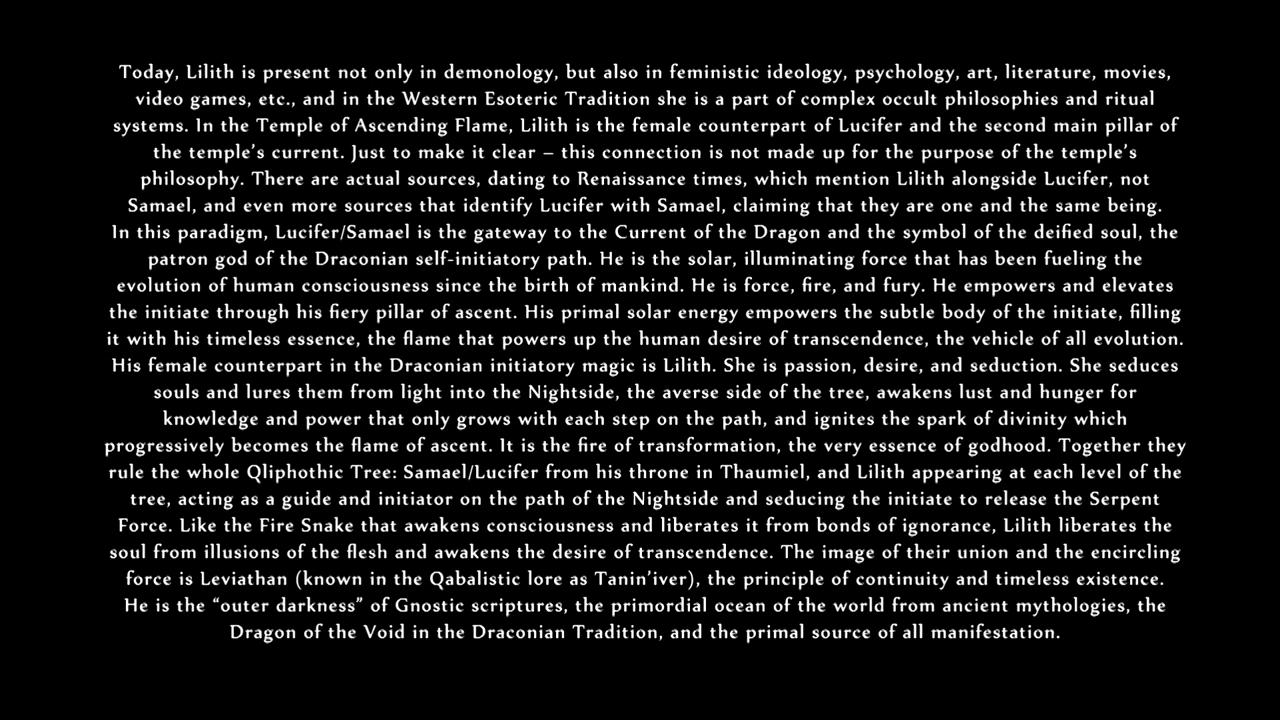 Today, Lilith is present not only in demonology, but also in feministic ideology, psychology, art, literature, movies,
video games, etc., and in the Western Esoteric Tradition she is a part of complex occult philosophies and ritual
systems. In the Temple of Ascending Flame, Lilith is the female counterpart of Lucifer and the second main pillar of
the temple’s current. Just to make it clear – this connection is not made up for the purpose of the temple’s
philosophy. There are actual sources, dating to Renaissance times, which mention Lilith alongside Lucifer, not
Samael, and even more sources that identify Lucifer with Samael, claiming that they are one and the same being.
In this paradigm, Lucifer/Samael is the gateway to the Current of the Dragon and the symbol of the deified soul, the
patron god of the Draconian self-initiatory path. He is the solar, illuminating force that has been fueling the
evolution of human consciousness since the birth of mankind. He is force, fire, and fury. He empowers and elevates
the initiate through his fiery pillar of ascent. His primal solar energy empowers the subtle body of the initiate, filling
it with his timeless essence, the flame that powers up the human desire of transcendence, the vehicle of all evolution.
His female counterpart in the Draconian initiatory magic is Lilith. She is passion, desire, and seduction. She seduces
souls and lures them from light into the Nightside, the averse side of the tree, awakens lust and hunger for
knowledge and power that only grows with each step on the path, and ignites the spark of divinity which
progressively becomes the flame of ascent. It is the fire of transformation, the very essence of godhood. Together they
rule the whole Qliphothic Tree: Samael/Lucifer from his throne in Thaumiel, and Lilith appearing at each level of the
tree, acting as a guide and initiator on the path of the Nightside and seducing the initiate to release the Serpent
Force. Like the Fire Snake that awakens consciousness and liberates it from bonds of ignorance, Lilith liberates the
soul from illusions of the flesh and awakens the desire of transcendence. The image of their union and the encircling
force is Leviathan (known in the Qabalistic lore as Tanin’iver), the principle of continuity and timeless existence.
He is the “outer darkness” of Gnostic scriptures, the primordial ocean of the world from ancient mythologies, the
Dragon of the Void in the Draconian Tradition, and the primal source of all manifestation.